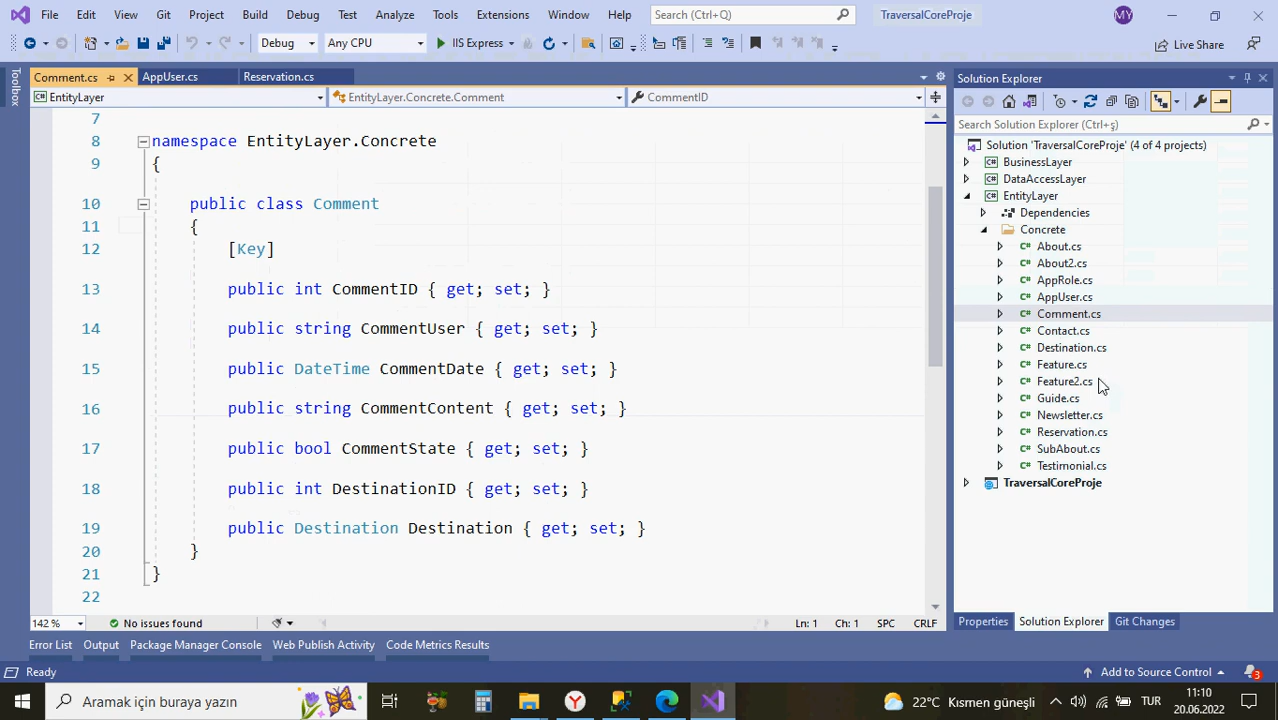 File Edit View Git Project Build Debug Test Analyze Tools Extensions Window Help Search (Ctrl+Q) TraversalCoreProje MY
Debug Any CPU IIS Express Live Share
Toolbox
Comment.cs AppUser.cs Reservation.cs
EntityLayer EntityLayer.Concrete.Comment CommentID
7
8 namespace EntityLayer.Concrete
9 {
10 public class Comment
11 {
12 [Key]
13 public int CommentID { get; set; }
14 public string CommentUser { get; set; }
15 public DateTime CommentDate { get; set; }
16 public string CommentContent { get; set; }
17 public bool CommentState { get; set; }
18 public int DestinationID { get; set; }
19 public Destination Destination { get; set; }
20 }
21 }
22
142 % No issues found Ln: 1 Ch: 1 SPC CRLF
Solution Explorer
Search Solution Explorer (Ctrl+ş)
Solution 'TraversalCoreProje' (4 of 4 projects)
BusinessLayer
DataAccessLayer
EntityLayer
Dependencies
Concrete
C# About.cs
C# About2.cs
C# AppRole.cs
C# AppUser.cs
C# Comment.cs
C# Contact.cs
C# Destination.cs
C# Feature.cs
C# Feature2.cs
C# Guide.cs
C# Newsletter.cs
C# Reservation.cs
C# SubAbout.cs
C# Testimonial.cs
TraversalCoreProje
Properties Solution Explorer Git Changes
Error List Output Package Manager Console Web Publish Activity Code Metrics Results
Ready Add to Source Control 3
Aramak için buraya yazın 22°C Kısmen güneşli TUR 11:10
20.06.2022